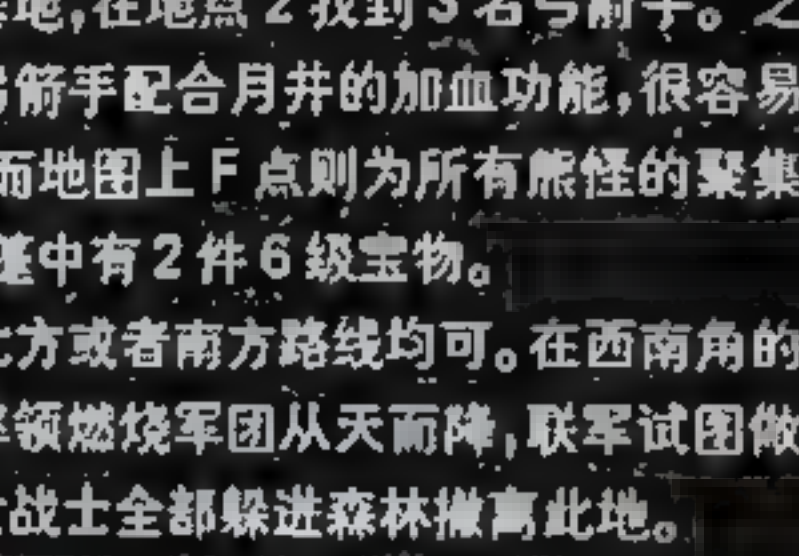 地，在地点2找到3名弓箭手。
箭手配合月井的加血功能，很容易
而地图上F点则为所有熊怪的聚集
中有2件6级宝物。
方或者南方路线均可。在西南角的
率领燃烧军团从天而降，联军试图做
战士全部躲进森林撤离此地。